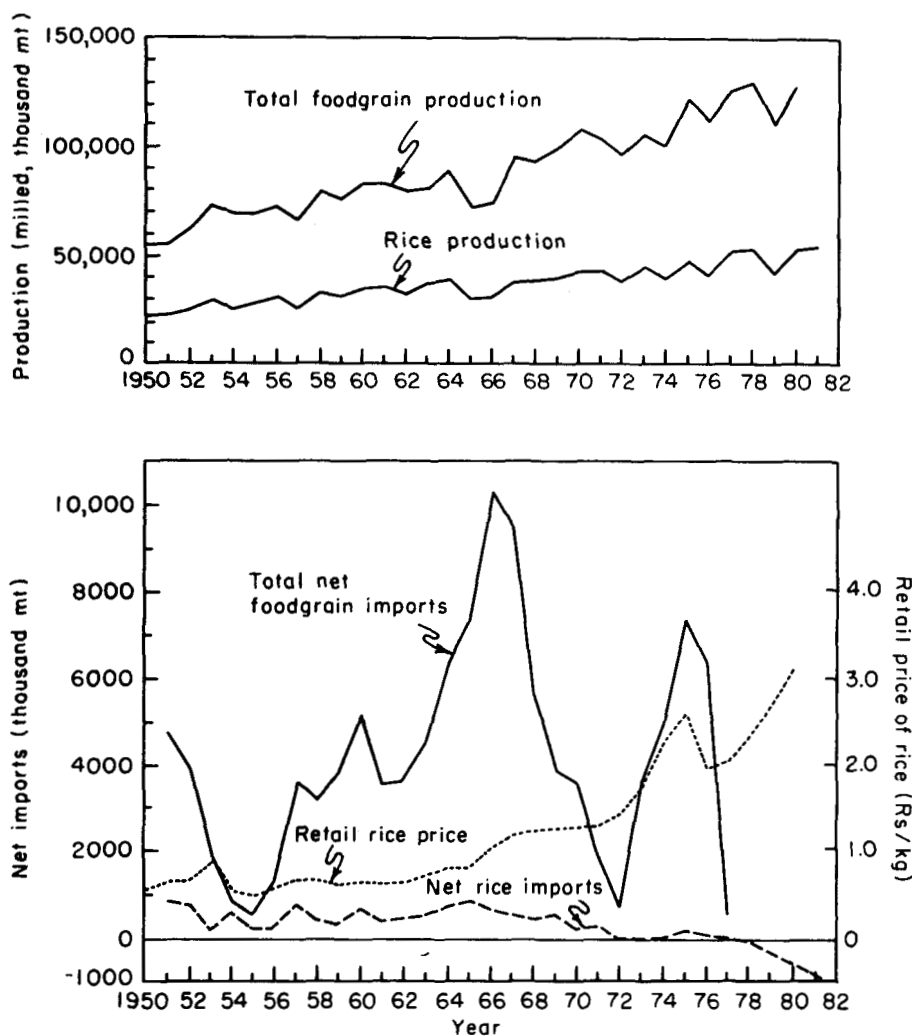 150,000
100,000
50,000
0
Production (milled, thousand mt)
Total foodgrain production
Rice production
1950 52 54 56 58 60 62 64 66 68 70 72 74 76 78 80 82
10,000
8000
6000
4000
2000
0
-1000
Net imports (thousand mt)
Total net
foodgrain imports
Retail rice price
Net rice imports
4.0
3.0
2.0
1.0
0
Retail price of rice (Rs/kg)
1950 52 54 56 58 60 62 64 66 68 70 72 74 76 78 80 82
Year